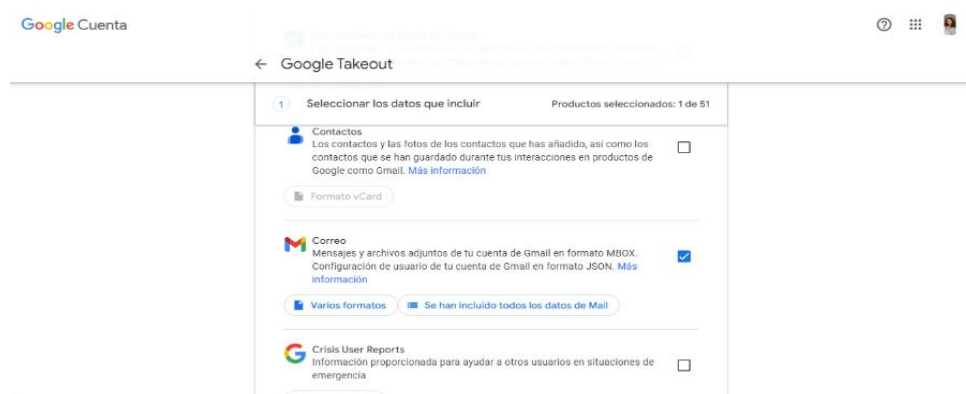 Google Cuenta
Google Takeout
1 Seleccionar los datos que incluir Productos seleccionados: 1 de 51
Contactos
Los contactos y las fotos de los contactos que has añadido, así como los
contactos que se han guardado durante tus interacciones en productos de
Google como Gmail. Más información
Formato vCard
Correo
Mensajes y archivos adjuntos de tu cuenta de Gmail en formato MBOX.
Configuración de usuario de tu cuenta de Gmail en formato JSON. Más
información
Varios formatos Se han incluido todos los datos de Mail
Crisis User Reports
Información proporcionada para ayudar a otros usuarios en situaciones de
emergencia